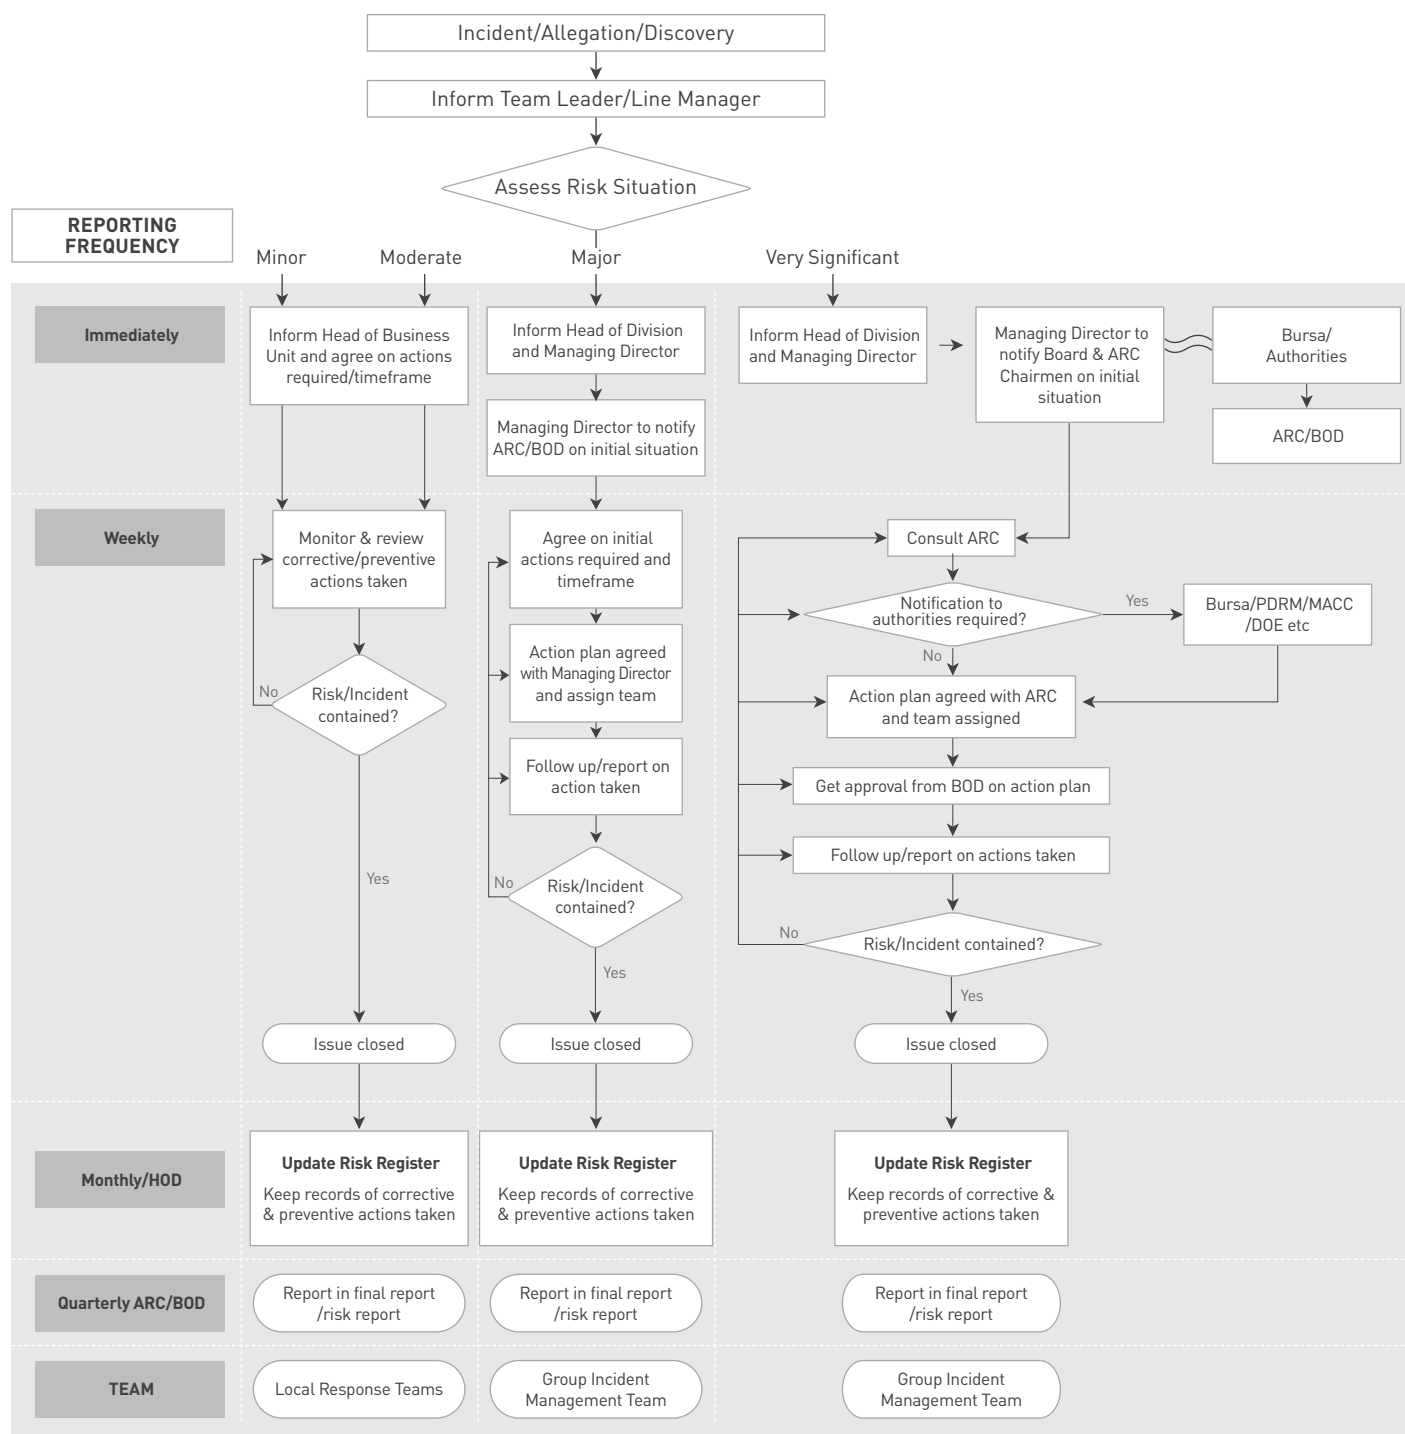 Incident/Allegation/Discovery
Inform Team Leader/Line Manager
Assess Risk Situation
REPORTING
FREQUENCY
Minor
Moderate
Major
Very Significant
Immediately
Inform Head of Business
Unit and agree on actions
required/timeframe
Inform Head of Division
and Managing Director
Managing Director to notify
ARC/BOD on initial situation
Inform Head of Division
and Managing Director
Managing Director to
notify Board & ARC
Chairmen on initial
situation
Bursa/
Authorities
ARC/BOD
Weekly
Monitor & review
corrective/preventive
actions taken
No
Risk/Incident
contained?
Yes
Issue closed
Agree on initial
actions required and
timeframe
Action plan agreed
with Managing Director
and assign team
Follow up/report on
action taken
No
Risk/Incident
contained?
Yes
Issue closed
Consult ARC
Notification to
authorities required?
Yes
Bursa/PDRM/MACC
/DOE etc
No
Action plan agreed with ARC
and team assigned
Get approval from BOD on action plan
Follow up/report on actions taken
No
Risk/Incident contained?
Yes
Issue closed
Monthly/HOD
Update Risk Register
Keep records of corrective
& preventive actions taken
Update Risk Register
Keep records of corrective
& preventive actions taken
Update Risk Register
Keep records of corrective &
preventive actions taken
Quarterly ARC/BOD
Report in final report
/risk report
Report in final report
/risk report
Report in final report
/risk report
TEAM
Local Response Teams
Group Incident
Management Team
Group Incident
Management Team